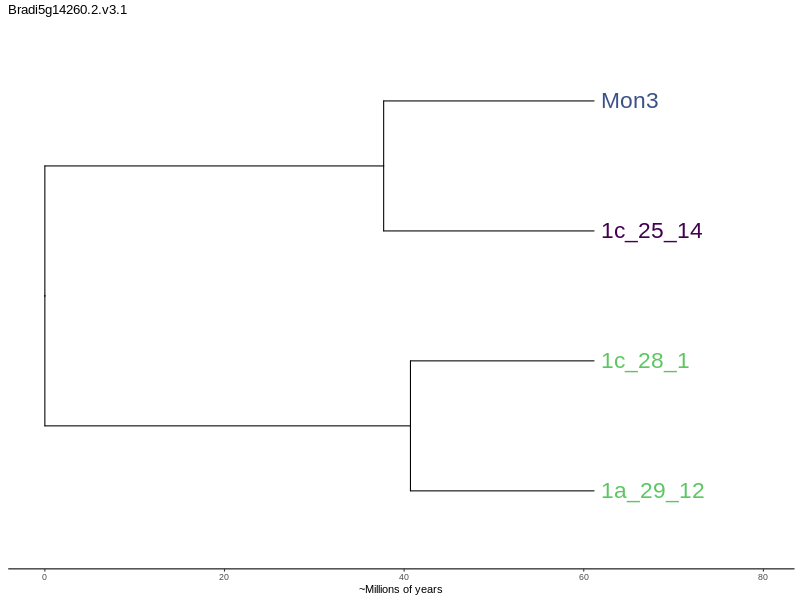 Bradi5g14260.2.v3.1
Mon3
1c_25_14
1c_28_1
1a_29_12
0 20 40 60 80
~Millions of years